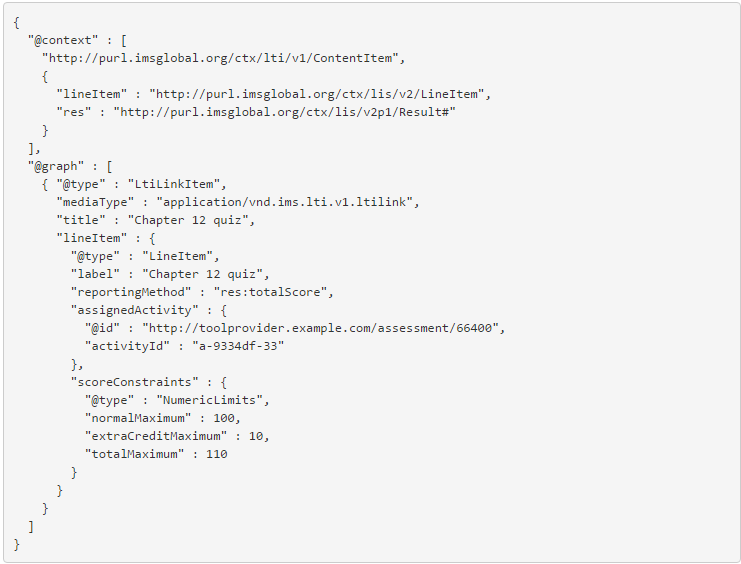 {
  "@context" : [
    "http://purl.imsglobal.org/ctx/lti/v1/ContentItem",
    {
      "lineItem" : "http://purl.imsglobal.org/ctx/lis/v2/LineItem",
      "res" : "http://purl.imsglobal.org/ctx/lis/v2p1/Result#"
    }
  ],
  "@graph" : [
    { "@type" : "LtiLinkItem",
      "mediaType" : "application/vnd.ims.lti.v1.ltilink",
      "title" : "Chapter 12 quiz",
      "lineItem" : {
        "@type" : "LineItem",
        "label" : "Chapter 12 quiz",
        "reportingMethod" : "res:totalScore",
        "assignedActivity" : {
          "@id" : "http://toolprovider.example.com/assessment/66400",
          "activityId" : "a-9334df-33"
        },
        "scoreConstraints" : {
          "@type" : "NumericLimits",
          "normalMaximum" : 100,
          "extraCreditMaximum" : 10,
          "totalMaximum" : 110
        }
      }
    }
  ]
}